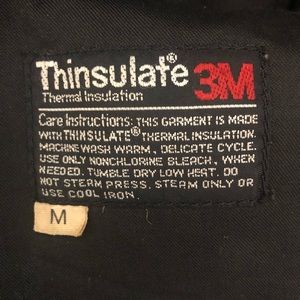 Thinsulate® 3M
Thermal Insulation
Care Instructions: THIS GARMENT IS MADE
WITH THINSULATE® THERMAL INSULATION.
MACHINE WASH WARM, DELICATE CYCLE.
USE ONLY NONCHLORINE BLEACH, WHEN
NEEDED. TUMBLE DRY LOW HEAT. DO
NOT STEAM PRESS. STEAM ONLY OR
USE COOL IRON.
M